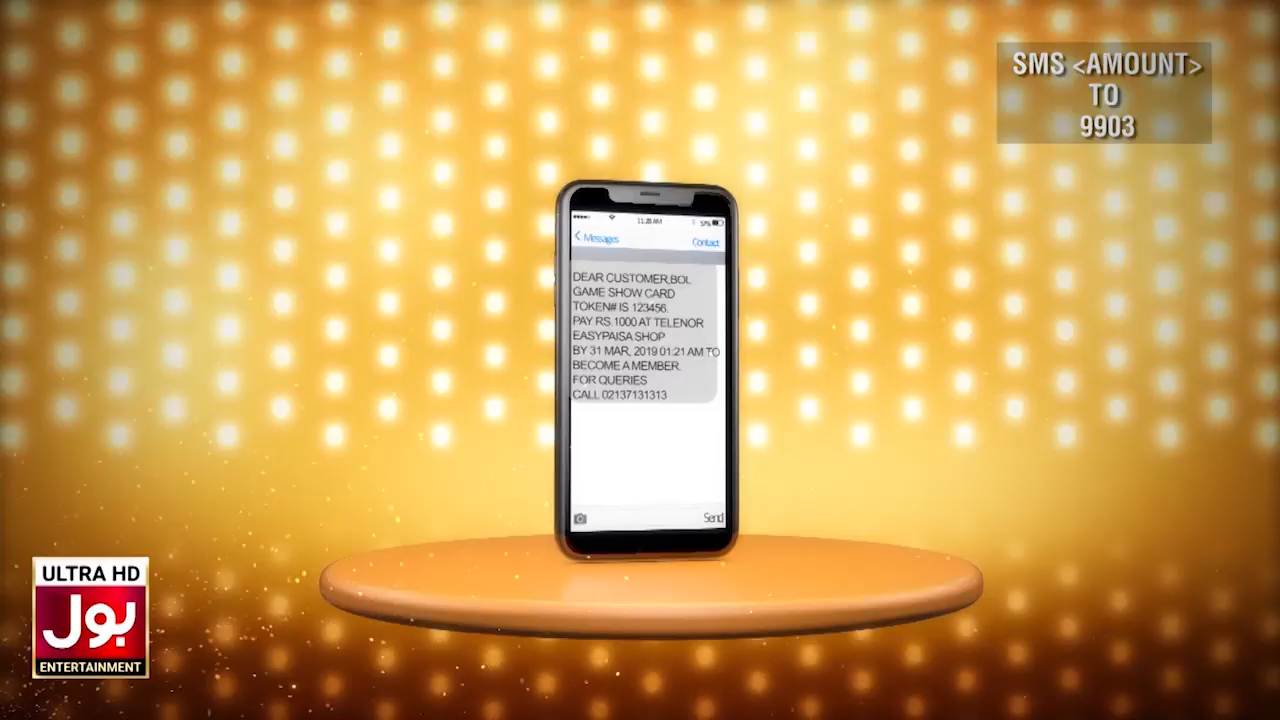 SMS <AMOUNT>
TO
9903
11:28 AM
57%
Messages
Contact
DEAR CUSTOMER,BOL
GAME SHOW CARD
TOKEN# IS 123456.
PAY RS.1000 AT TELENOR
EASYPAISA SHOP
BY 31 MAR, 2019 01:21 AM TO
BECOME A MEMBER.
FOR QUERIES
CALL 02137131313
Send
ULTRA HD
بول
ENTERTAINMENT